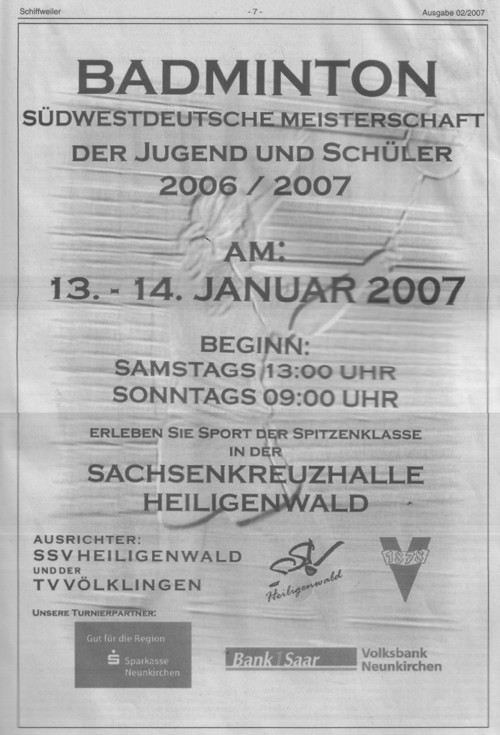 Schiffweiler - 7 - Ausgabe 02/2007
BADMINTON
SÜDWESTDEUTSCHE MEISTERSCHAFT
DER JUGEND UND SCHÜLER
2006 / 2007
AM:
13. - 14. JANUAR 2007
BEGINN:
SAMSTAGS 13:00 UHR
SONNTAGS 09:00 UHR
ERLEBEN SIE SPORT DER SPITZENKLASSE
IN DER
SACHSENKREUZHALLE
HEILIGENWALD
AUSRICHTER:
SSV HEILIGENWALD
UND DER
TV VÖLKLINGEN
SSV
Heiligenwald
1878
UNSERE TURNIERPARTNER:
Gut für die Region
Sparkasse
Neunkirchen
Bank 1 Saar
Volksbank
Neunkirchen